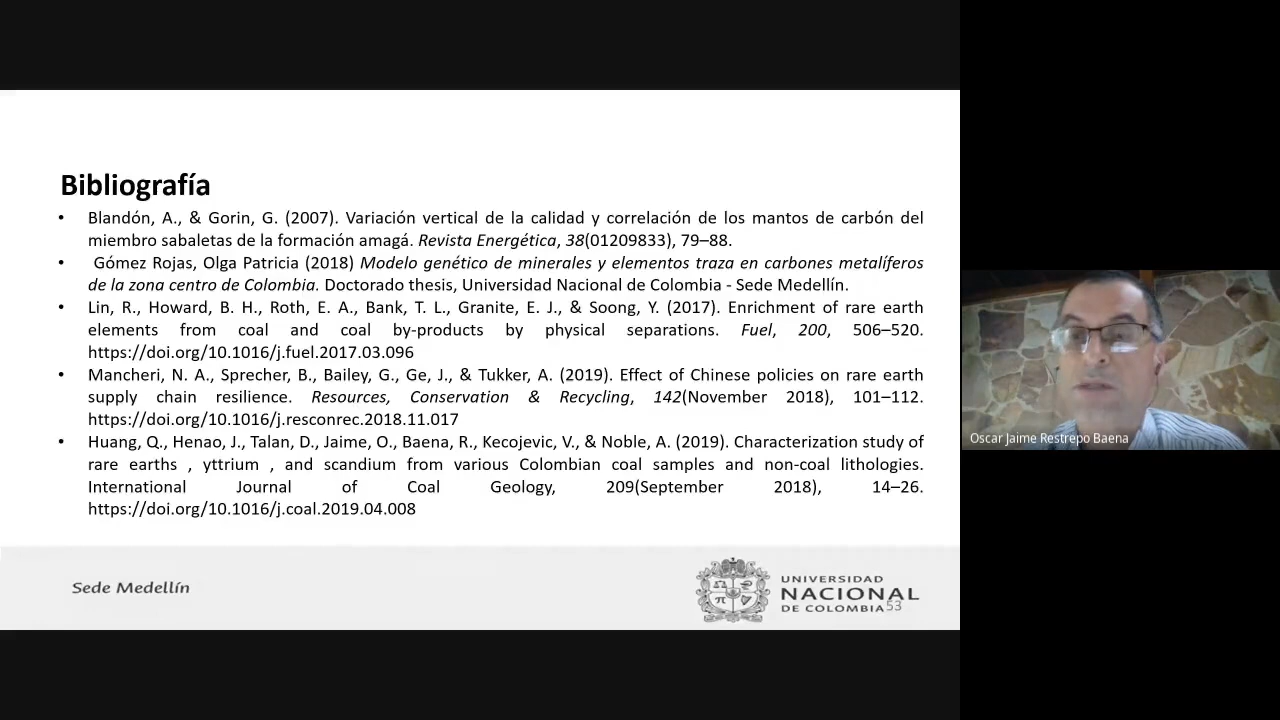 Bibliografía
• Blandón, A., & Gorin, G. (2007). Variación vertical de la calidad y correlación de los mantos de carbón del
miembro sabaletas de la formación amagá. Revista Energética, 38(01209833), 79–88.
• Gómez Rojas, Olga Patricia (2018) Modelo genético de minerales y elementos traza en carbones metalíferos
de la zona centro de Colombia. Doctorado thesis, Universidad Nacional de Colombia - Sede Medellín.
• Lin, R., Howard, B. H., Roth, E. A., Bank, T. L., Granite, E. J., & Soong, Y. (2017). Enrichment of rare earth
elements from coal and coal by-products by physical separations. Fuel, 200, 506–520.
https://doi.org/10.1016/j.fuel.2017.03.096
• Mancheri, N. A., Sprecher, B., Bailey, G., Ge, J., & Tukker, A. (2019). Effect of Chinese policies on rare earth
supply chain resilience. Resources, Conservation & Recycling, 142(November 2018), 101–112.
https://doi.org/10.1016/j.resconrec.2018.11.017
• Huang, Q., Henao, J., Talan, D., Jaime, O., Baena, R., Kecojevic, V., & Noble, A. (2019). Characterization study of
rare earths , yttrium , and scandium from various Colombian coal samples and non-coal lithologies.
International Journal of Coal Geology, 209(September 2018), 14–26.
https://doi.org/10.1016/j.coal.2019.04.008
Sede Medellín
UNIVERSIDAD
NACIONAL
DE COLOMBIA
53
Oscar Jaime Restrepo Baena